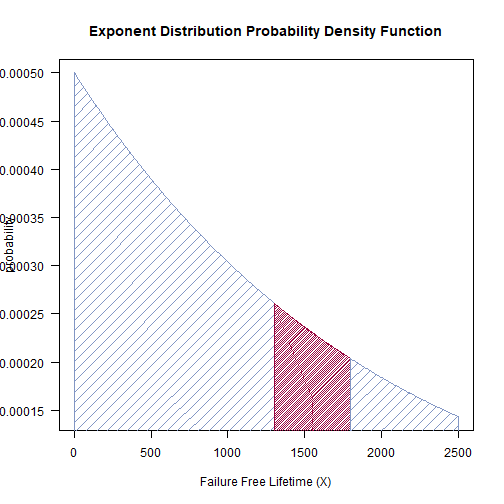 Exponent Distribution Probability Density Function
0.00050
0.00045
0.00040
0.00035
0.00030
0.00025
0.00020
0.00015
probability
0 500 1000 1500 2000 2500
Failure Free Lifetime (X)